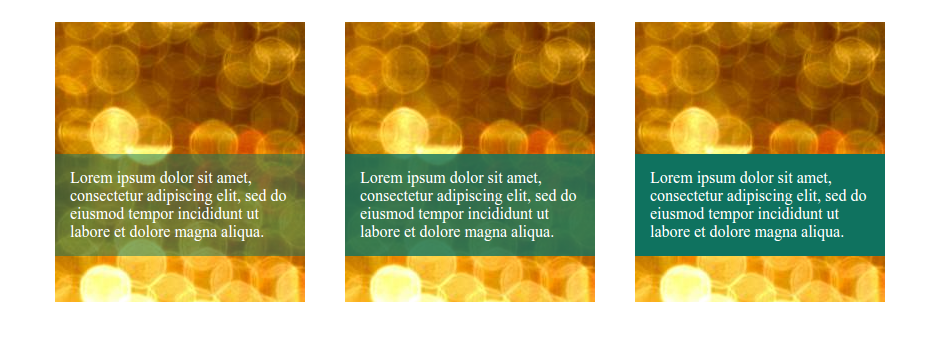 Lorem ipsum dolor sit amet,
consectetur adipiscing elit, sed do
eiusmod tempor incididunt ut
labore et dolore magna aliqua.
Lorem ipsum dolor sit amet,
consectetur adipiscing elit, sed do
eiusmod tempor incididunt ut
labore et dolore magna aliqua.
Lorem ipsum dolor sit amet,
consectetur adipiscing elit, sed do
eiusmod tempor incididunt ut
labore et dolore magna aliqua.